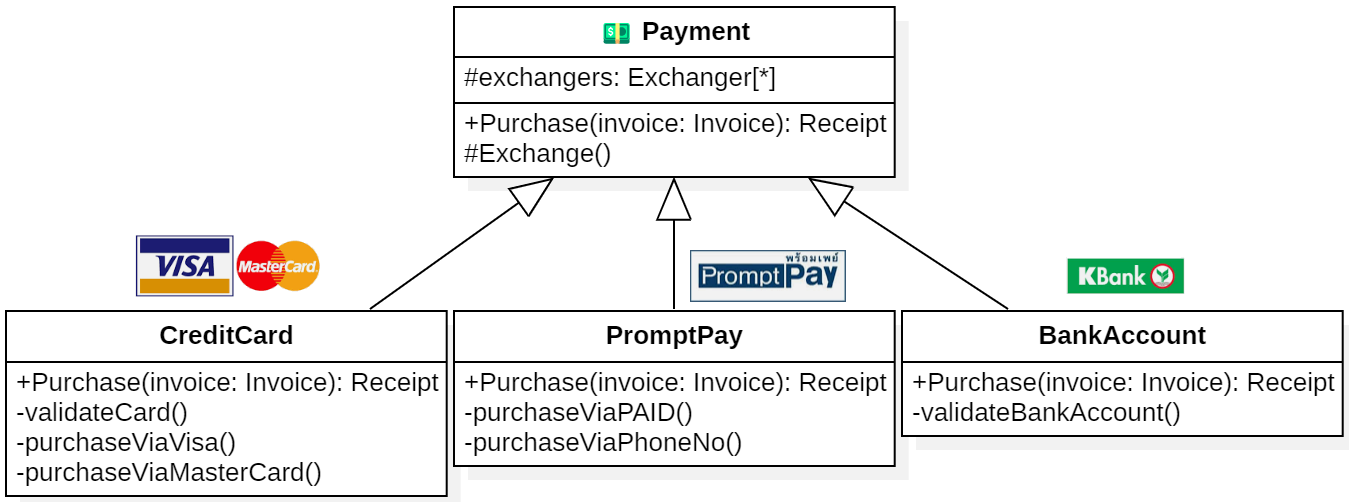 Payment
#exchangers: Exchanger[*]
+Purchase(invoice: Invoice): Receipt
#Exchange()
VISA
MasterCard
พร้อมเพย์
PromptPay
KBank
CreditCard
+Purchase(invoice: Invoice): Receipt
-validateCard()
-purchaseViaVisa()
-purchaseViaMasterCard()
PromptPay
+Purchase(invoice: Invoice): Receipt
-purchaseViaPAID()
-purchaseViaPhoneNo()
BankAccount
+Purchase(invoice: Invoice): Receipt
-validateBankAccount()